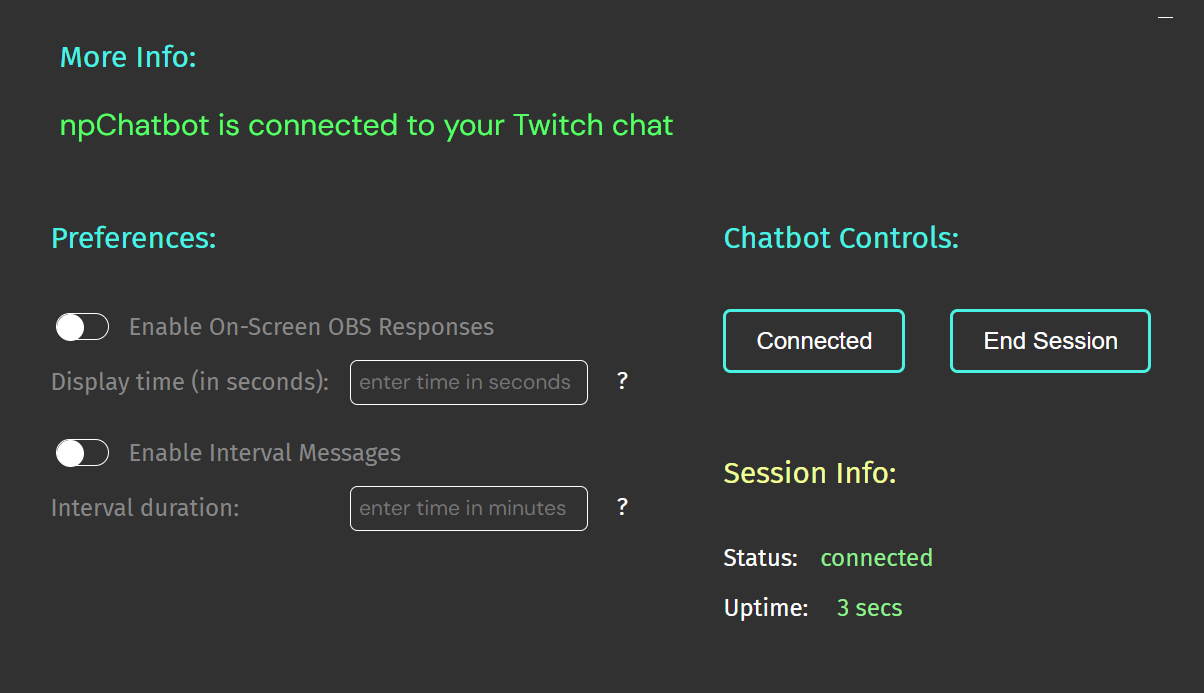 More Info:
npChatbot is connected to your Twitch chat
Preferences:
Enable On-Screen OBS Responses
Display time (in seconds): enter time in seconds ?
Enable Interval Messages
Interval duration: enter time in minutes ?
Chatbot Controls:
Connected End Session
Session Info:
Status: connected
Uptime: 3 secs